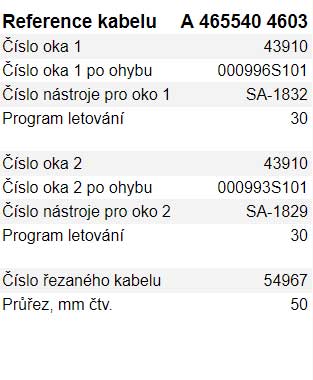 Reference kabelu A 465540 4603
Číslo oka 1 43910
Číslo oka 1 po ohybu 000996S101
Číslo nástroje pro oko 1 SA-1832
Program letování 30
Číslo oka 2 43910
Číslo oka 2 po ohybu 000993S101
Číslo nástroje pro oko 2 SA-1829
Program letování 30
Číslo řezaného kabelu 54967
Průřez, mm čtv. 50